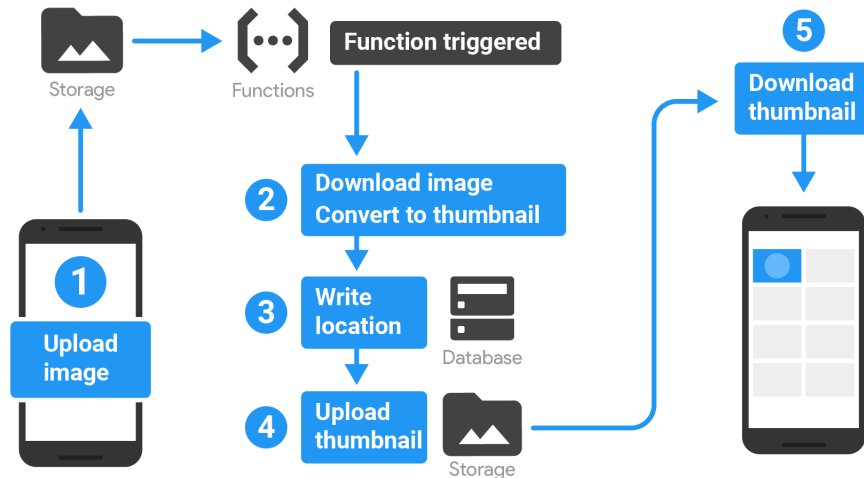 Storage
Functions
Function triggered
1
Upload
image
2
Download image
Convert to thumbnail
3
Write
location
Database
4
Upload
thumbnail
Storage
5
Download
thumbnail